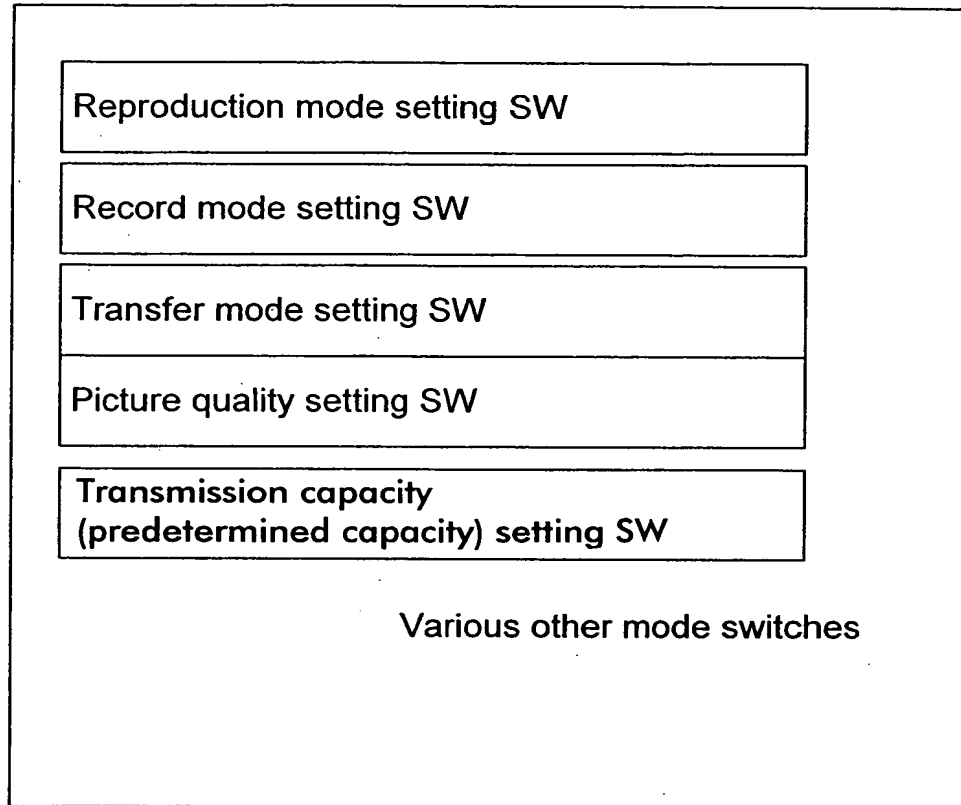 Reproduction mode setting SW
Record mode setting SW
Transfer mode setting SW
Picture quality setting SW
Transmission capacity
(predetermined capacity) setting SW
Various other mode switches